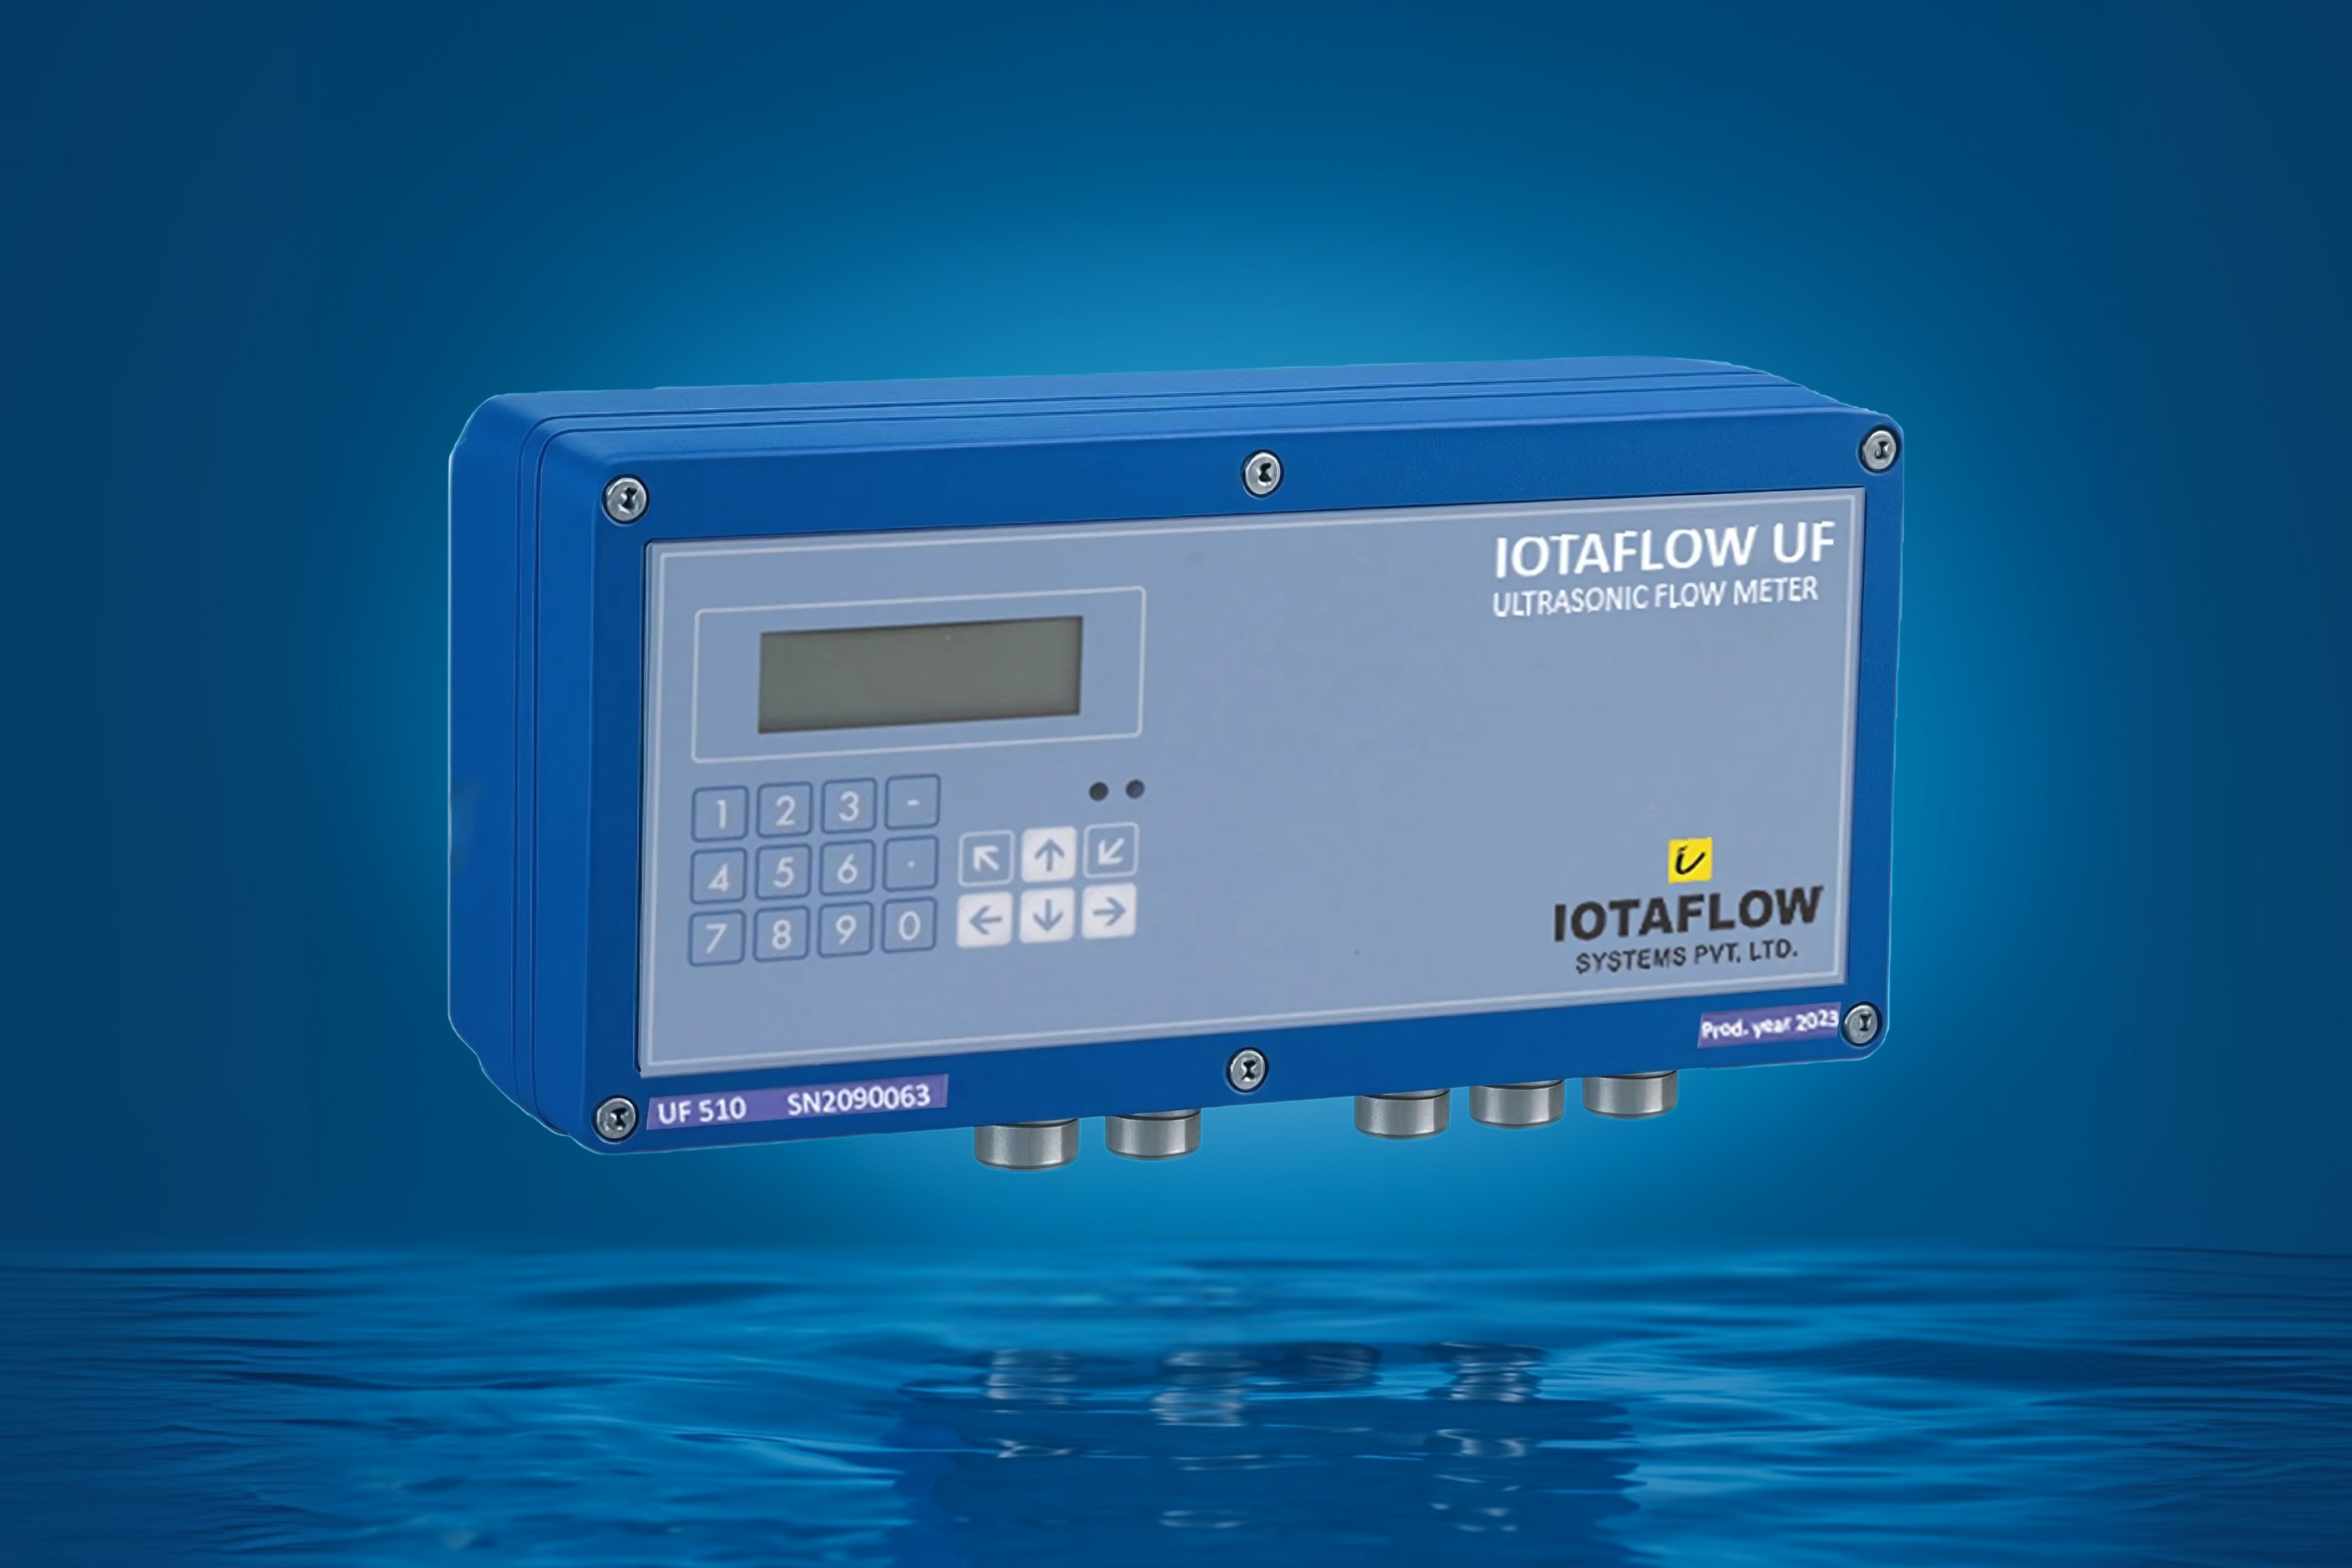 IOTAFLOW UF
ULTRASONIC FLOW METER
1 2 3 -
4 5 6 .
7 8 9 0
↖ ↑ ↙
← ↓ →
i
IOTAFLOW
SYSTEMS PVT. LTD.
Prod. year 2023
UF 510 SN2090063